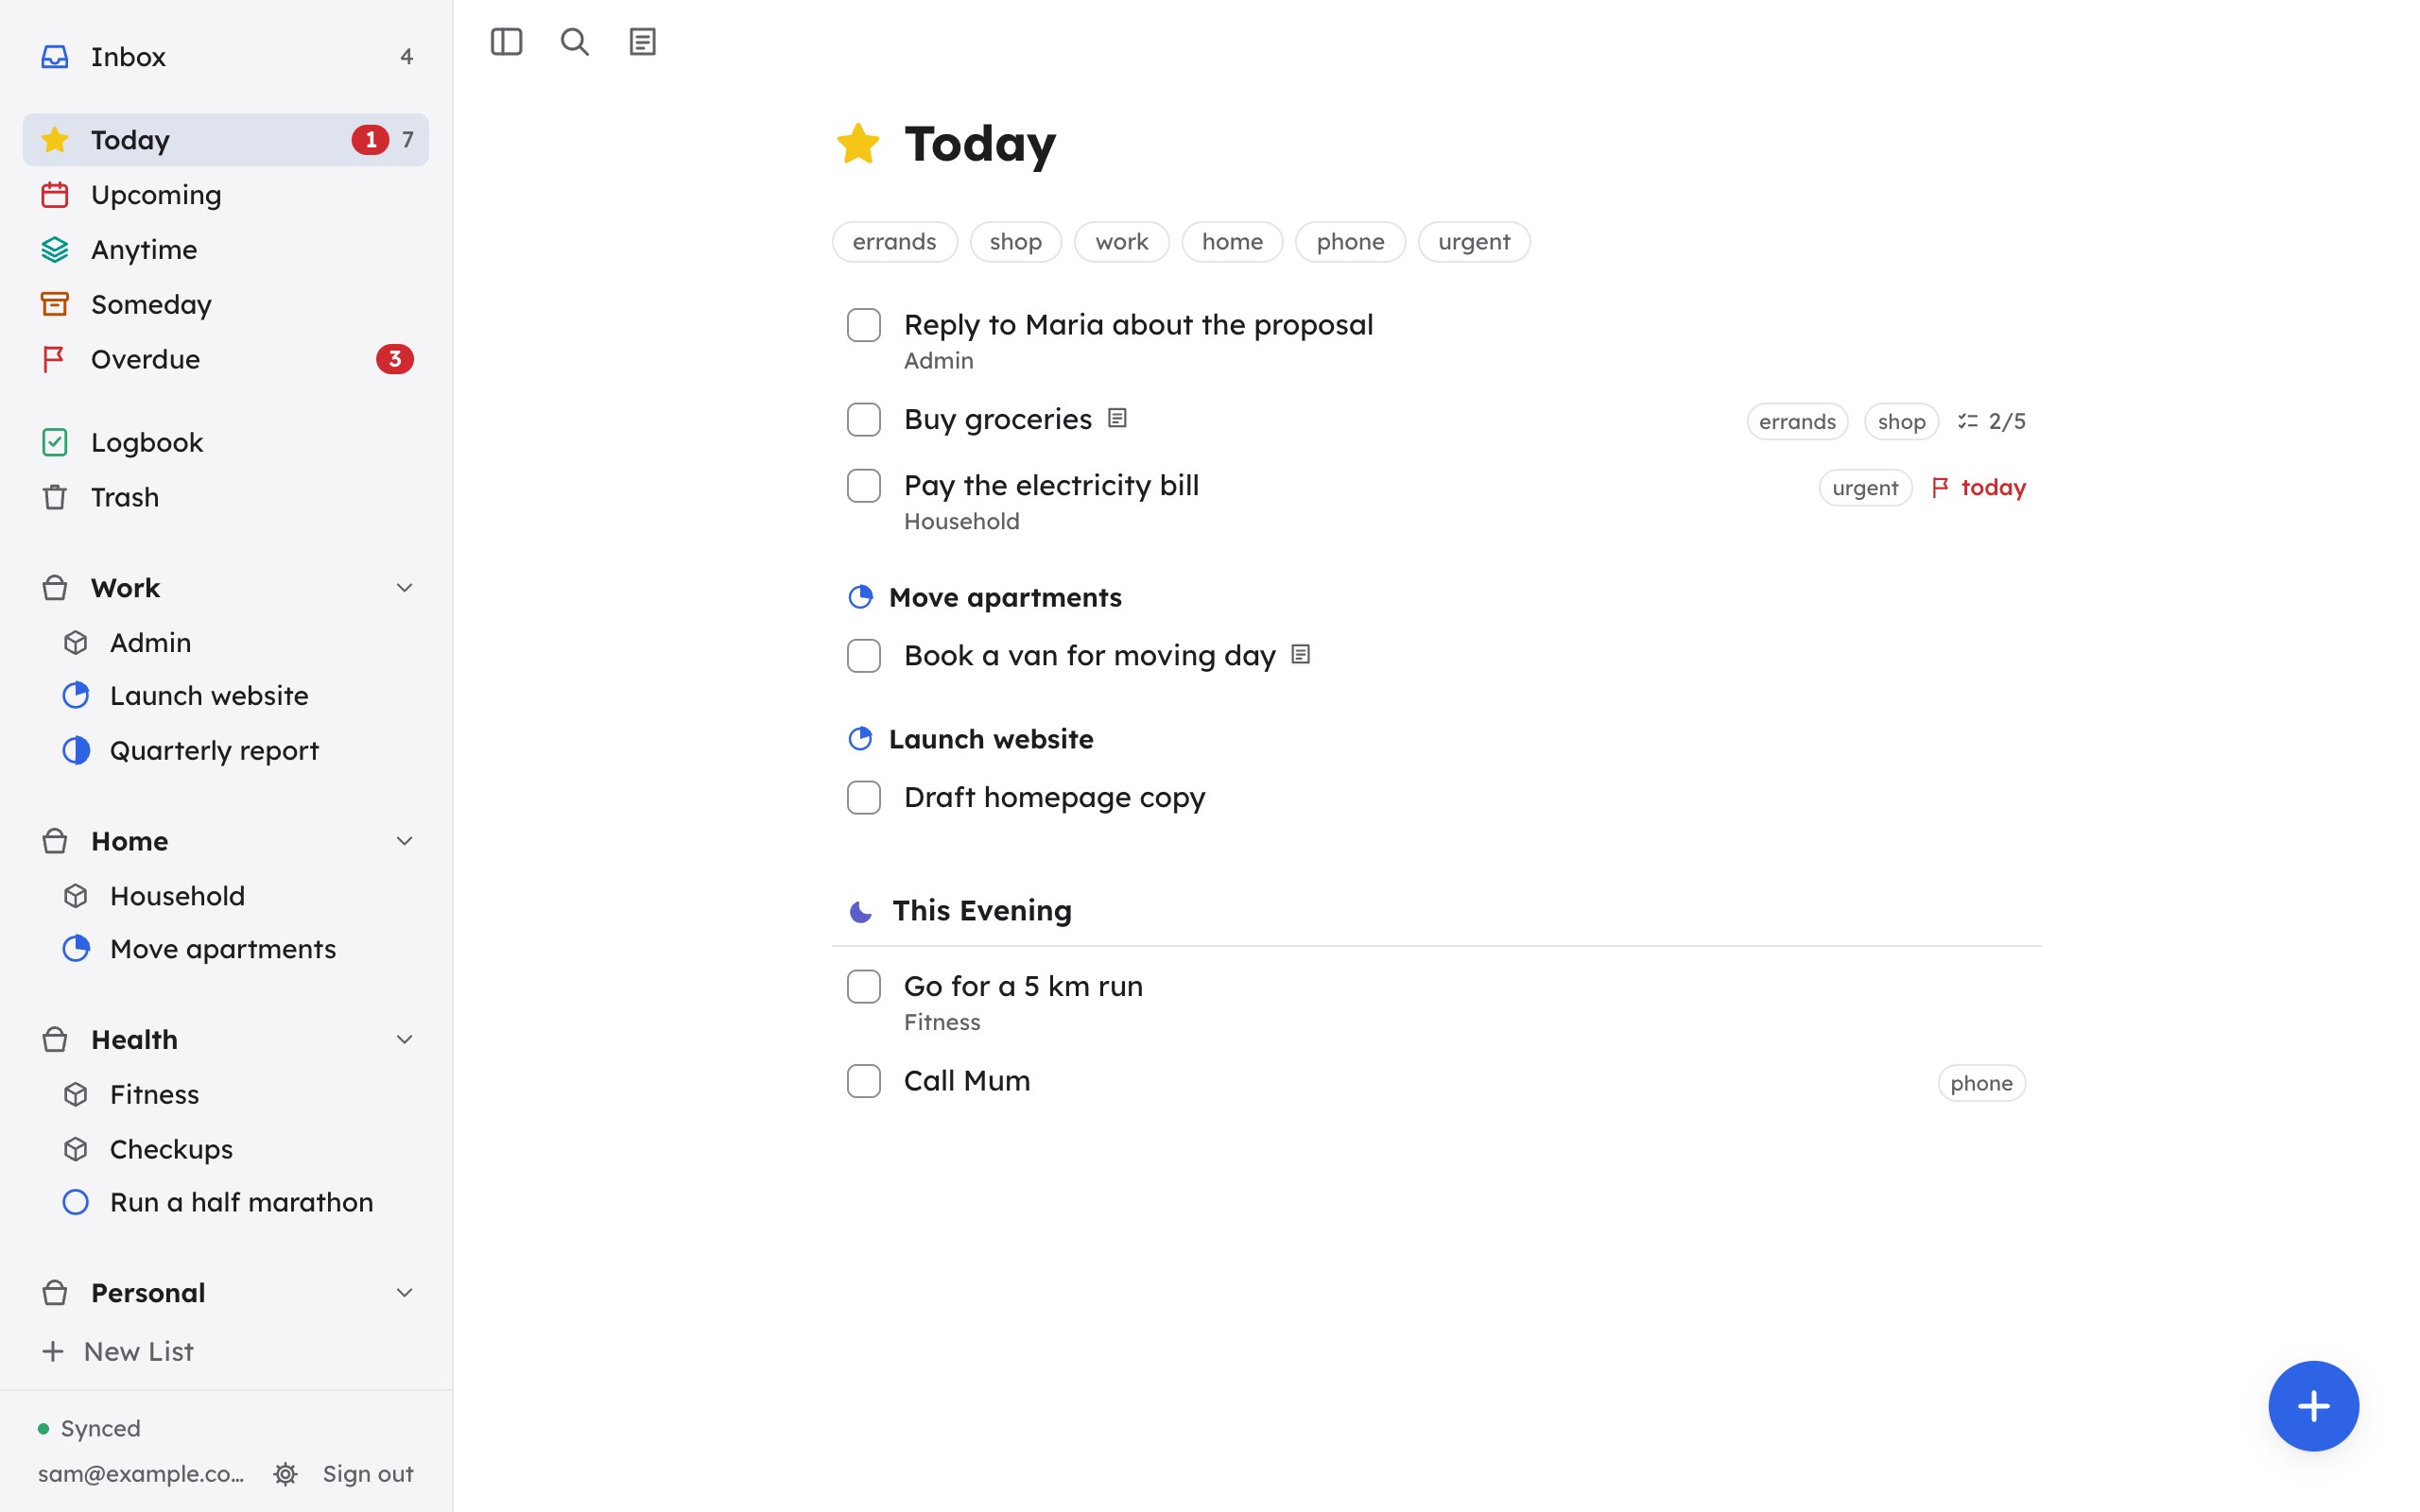 Inbox 4
Today 1 7
Upcoming
Anytime
Someday
Overdue 3
Logbook
Trash
Work
Admin
Launch website
Quarterly report
Home
Household
Move apartments
Health
Fitness
Checkups
Run a half marathon
Personal
New List
Synced
sam@example.co... Sign out
Today
errands shop work home phone urgent
Reply to Maria about the proposal
Admin
Buy groceries errands shop 2/5
Pay the electricity bill urgent today
Household
Move apartments
Book a van for moving day
Launch website
Draft homepage copy
This Evening
Go for a 5 km run
Fitness
Call Mum phone